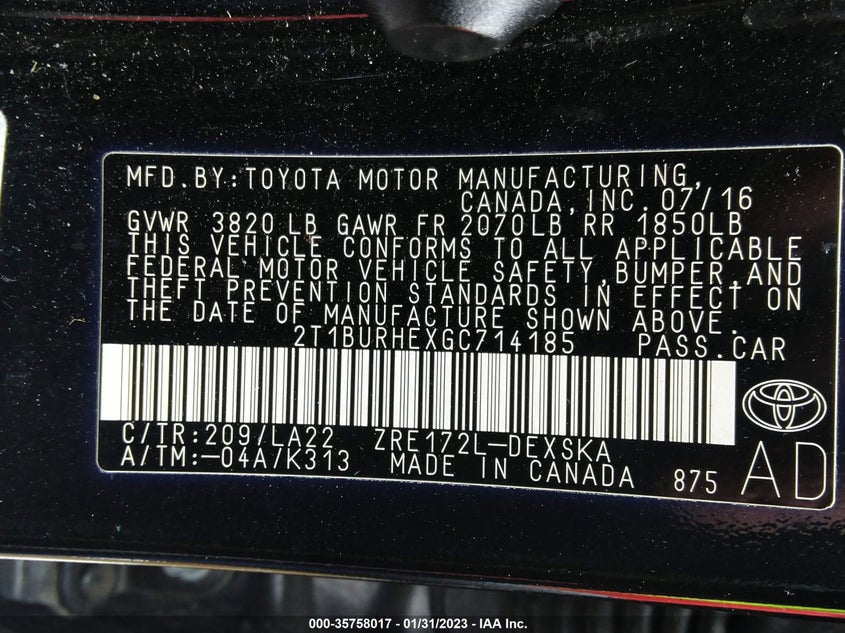 MFD.BY:TOYOTA MOTOR MANUFACTURING,
CANADA,INC.07/16
GVWR 3820 LB GAWR FR 2070LB RR 1850LB
THIS VEHICLE CONFORMS TO ALL APPLICABLE
FEDERAL MOTOR VEHICLE SAFETY,BUMPER,AND
THEFT PREVENTION STANDARDS IN EFFECT ON
THE DATE OF MANUFACTURE SHOWN ABOVE.
2T1BURHEXGC714185 PASS.CAR
C/TR:209/LA22 ZRE172L-DEXSKA
A/TM:-04A/K313 MADE IN CANADA 875 AD
000-35758017 - 01/31/2023 - IAA Inc.